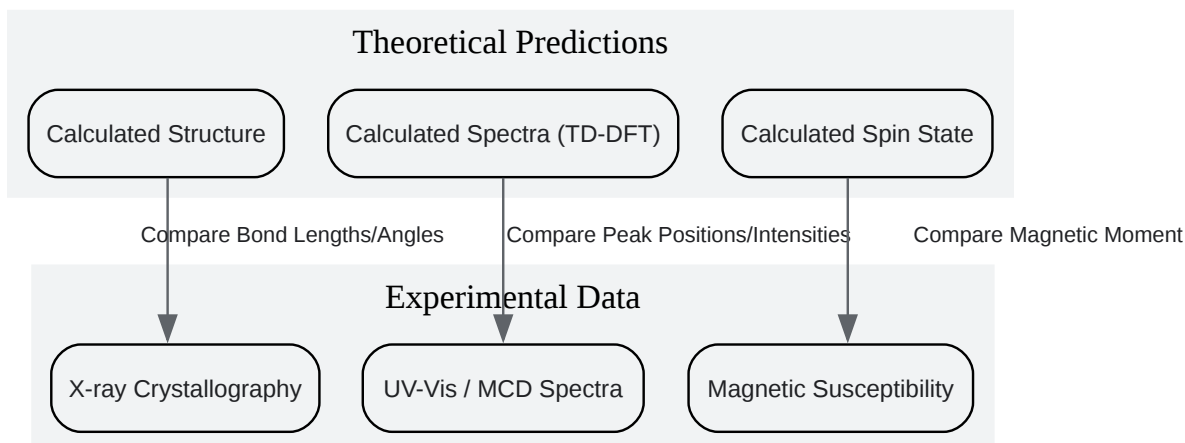 Theoretical Predictions
Calculated Structure
Calculated Spectra (TD-DFT)
Calculated Spin State
Compare Bond Lengths/Angles
Compare Peak Positions/Intensities
Compare Magnetic Moment
Experimental Data
X-ray Crystallography
UV-Vis / MCD Spectra
Magnetic Susceptibility